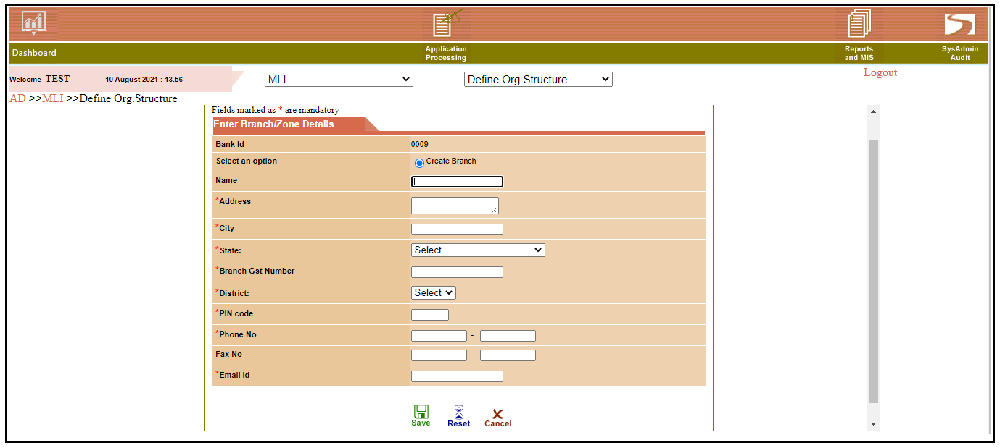 Dashboard
Application
Processing
Reports
and MIS
SysAdmin
Audit
Welcome TEST 10 August 2021 : 13.56
MLI
Define Org.Structure
Logout
AD >>MLI >>Define Org.Structure
Fields marked as * are mandatory
Enter Branch/Zone Details
Bank Id 0009
Select an option Create Branch
Name
*Address
*City
*State: Select
*Branch Gst Number
*District: Select
*PIN code
*Phone No -
Fax No -
*Email Id
Save Reset Cancel